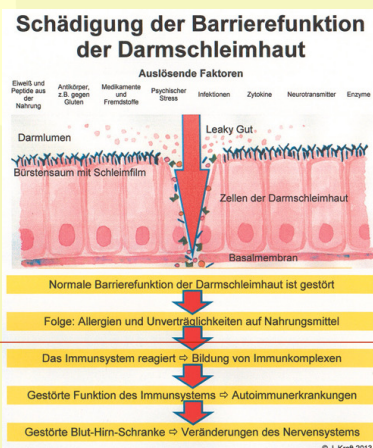 Schädigung der Barrierefunktion
der Darmschleimhaut
Auslösende Faktoren
Eiweiß und
Peptide aus
der
Nahrung
Antikörper,
z.B. gegen
Gluten
Medikamente
und
Fremdstoffe
Psychischer
Stress
Infektionen
Zytokine
Neurotransmitter
Enzyme
Darmlumen
Leaky Gut
Bürstensaum mit Schleimfilm
Zellen der Darmschleimhaut
Basalmembran
Normale Barrierefunktion der Darmschleimhaut ist gestört
Folge: Allergien und Unverträglichkeiten auf Nahrungsmittel
Das Immunsystem reagiert ⇨ Bildung von Immunkomplexen
Gestörte Funktion des Immunsystems ⇨ Autoimmunerkrankungen
Gestörte Blut-Hirn-Schranke ⇨ Veränderungen des Nervensystems
© J. Kraft 2013